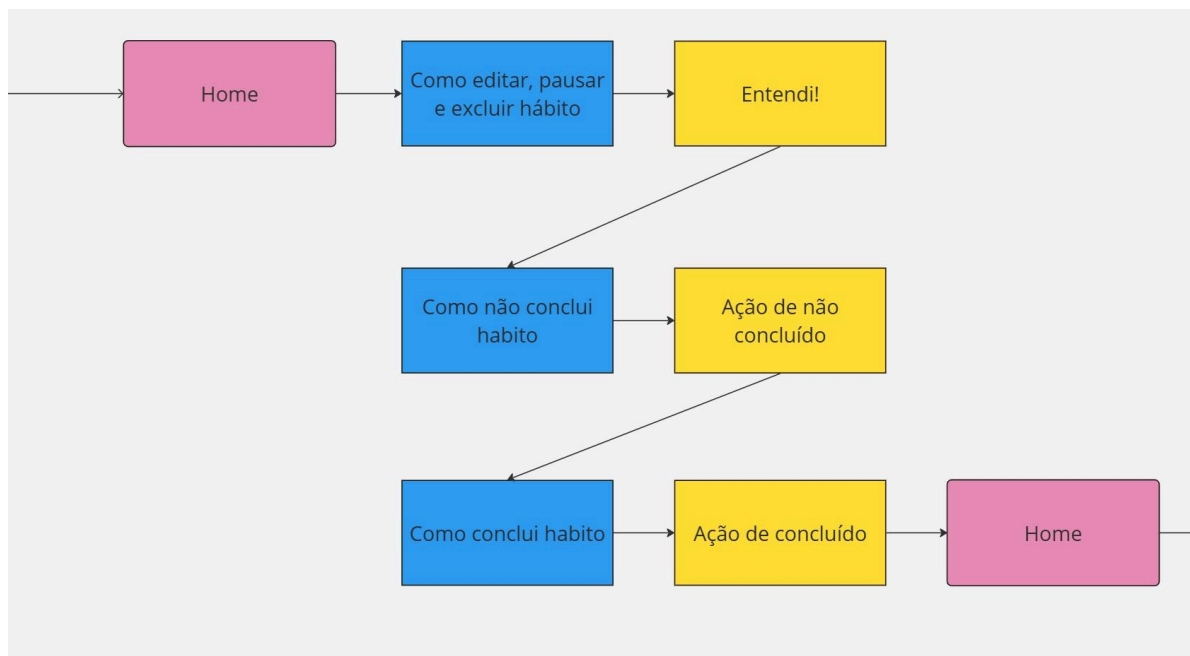 Home
Como editar, pausar
e excluir hábito
Entendi!
Como não conclui
habito
Ação de não
concluído
Como conclui habito
Ação de concluído
Home